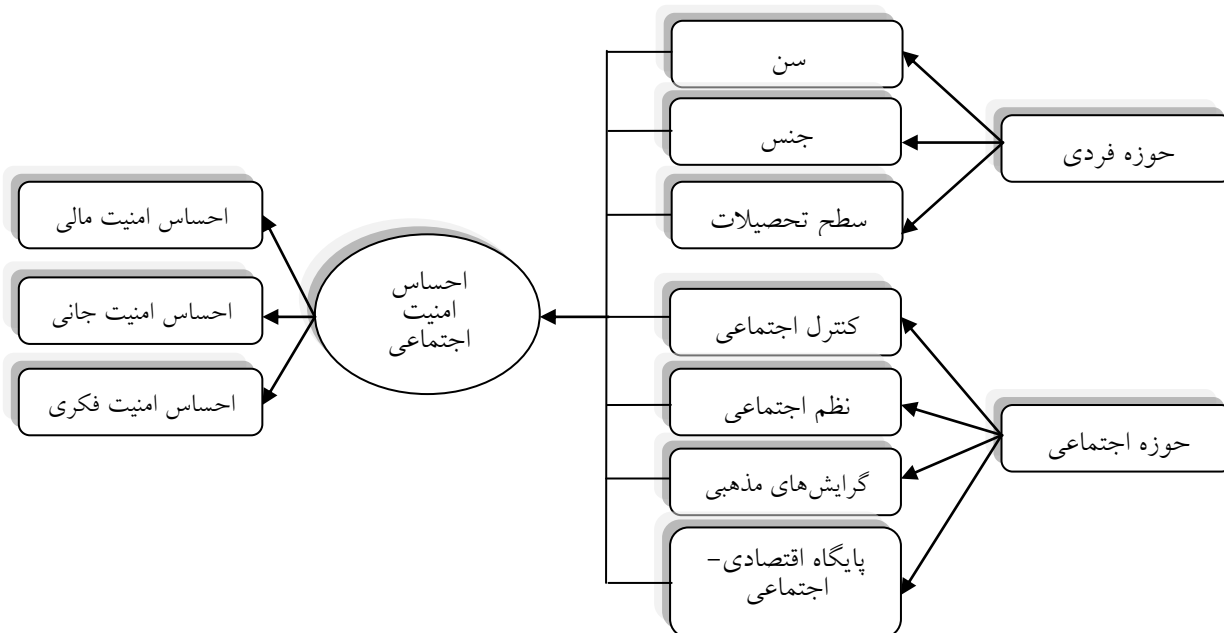 سن
جنس
سطح تحصیلات
حوزه فردی
کنترل اجتماعی
نظم اجتماعی
گرایش‌های مذهبی
پایگاه اقتصادی–
اجتماعی
حوزه اجتماعی
احساس
امنیت
اجتماعی
احساس امنیت مالی
احساس امنیت جانی
احساس امنیت فکری